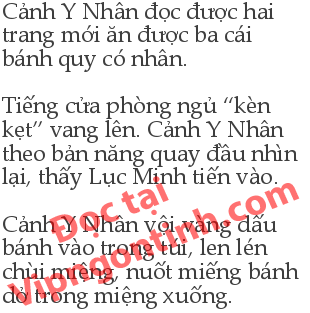 Cảnh Y Nhân đọc được hai
trang mới ăn được ba cái
bánh quy có nhân.
Tiếng cửa phòng ngủ “kèn
kẹt” vang lên. Cảnh Y Nhân
theo bản năng quay đầu nhìn
lại, thấy Lục Minh tiến vào.
Cảnh Y Nhân vội vàng dấu
bánh vào trong túi, len lén
chùi miệng, nuốt miếng bánh
dở trong miệng xuống.
Đọc tại
Vipngontinh.com